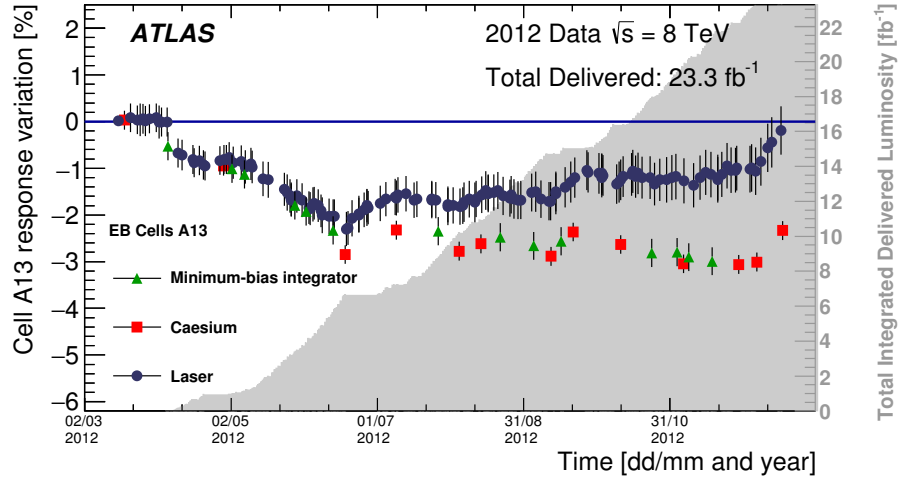 ATLAS
2012 Data √s = 8 TeV
Total Delivered: 23.3 fb⁻¹
Cell A13 response variation [%]
2
1
0
−1
−2
−3
−4
−5
−6
EB Cells A13
Minimum-bias integrator
Caesium
Laser
22
20
18
16
14
12
10
8
6
4
2
0
Total Integrated Delivered Luminosity [fb⁻¹]
02/03 02/05 01/07 31/08 31/10
2012 2012 2012 2012 2012
Time [dd/mm and year]